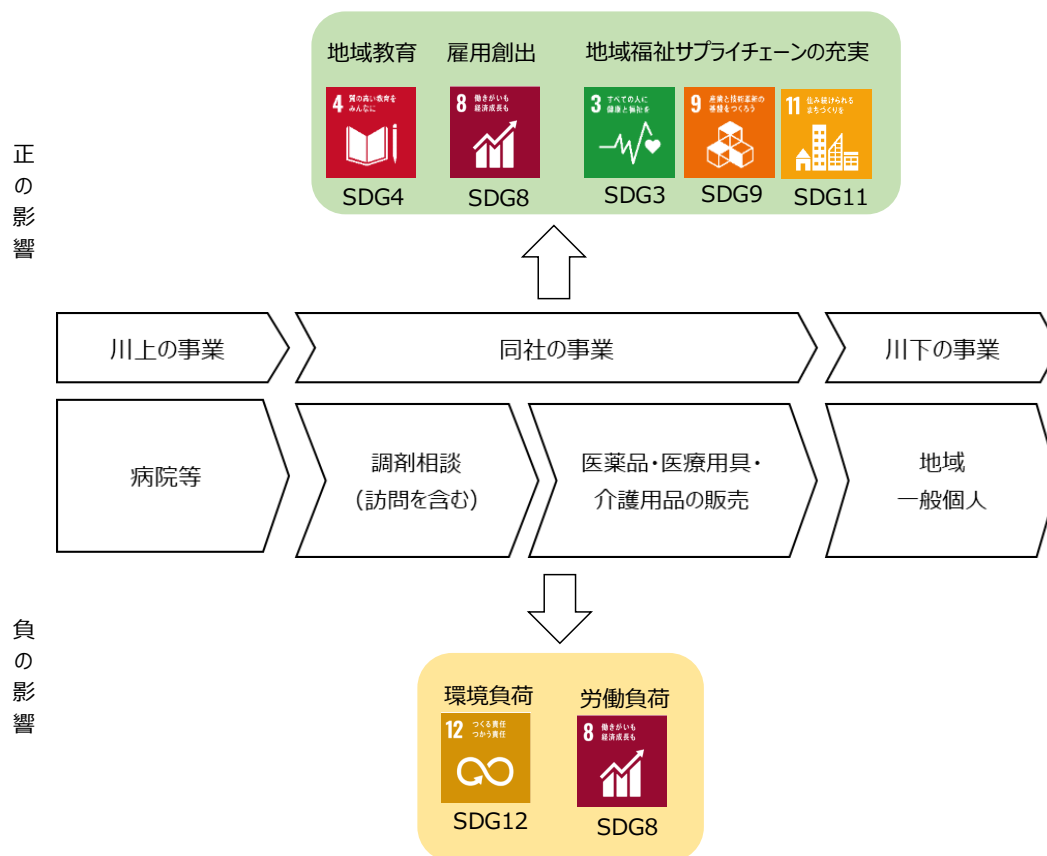 地域教育 雇用創出 地域福祉サプライチェーンの充実
4 質の高い教育を
みんなに
8 働きがいも
経済成長も
3 すべての人に
健康と福祉を
9 産業と技術革新の
基盤をつくろう
11 住み続けられる
まちづくりを
SDG4 SDG8 SDG3 SDG9 SDG11
正の影響
川上の事業 同社の事業 川下の事業
病院等
調剤相談
(訪問を含む)
医薬品・医療用具・
介護用品の販売
地域
一般個人
負の影響
環境負荷 労働負荷
12 つくる責任
つかう責任
8 働きがいも
経済成長も
SDG12 SDG8